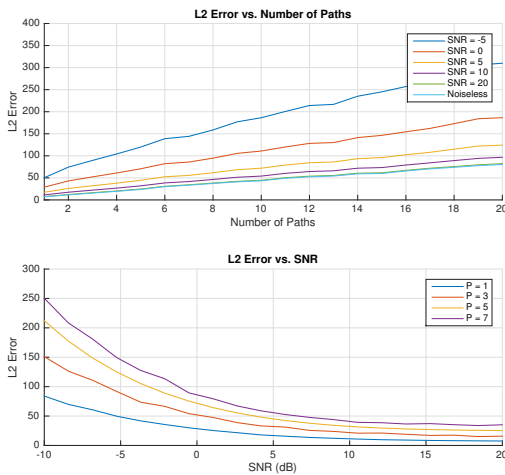 L2 Error vs. Number of Paths
400
350
300
250
200
150
100
50
0
L2 Error
2
4
6
8
10
12
14
16
18
20
Number of Paths
SNR = -5
SNR = 0
SNR = 5
SNR = 10
SNR = 20
Noiseless
L2 Error vs. SNR
300
250
200
150
100
50
0
L2 Error
-10
-5
0
5
10
15
20
SNR (dB)
P = 1
P = 3
P = 5
P = 7